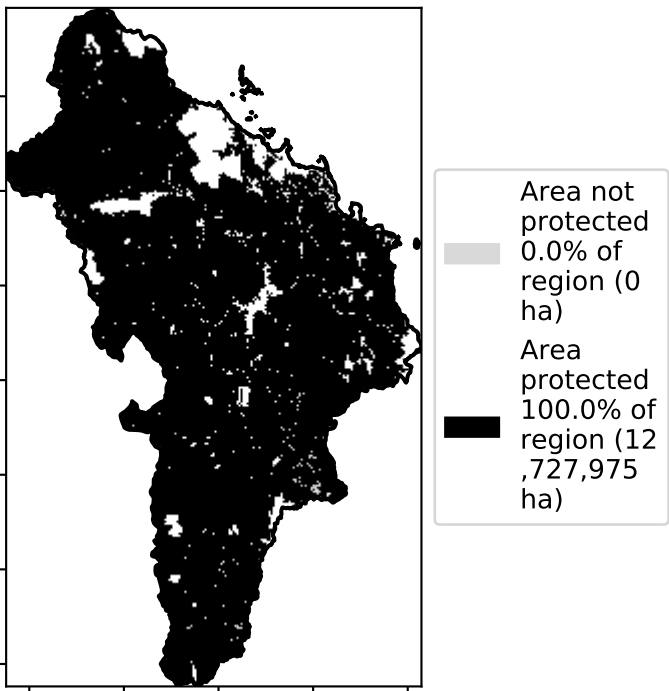 Area not
protected
0.0% of
region (0
ha)
Area
protected
100.0% of
region (12
,727,975
ha)